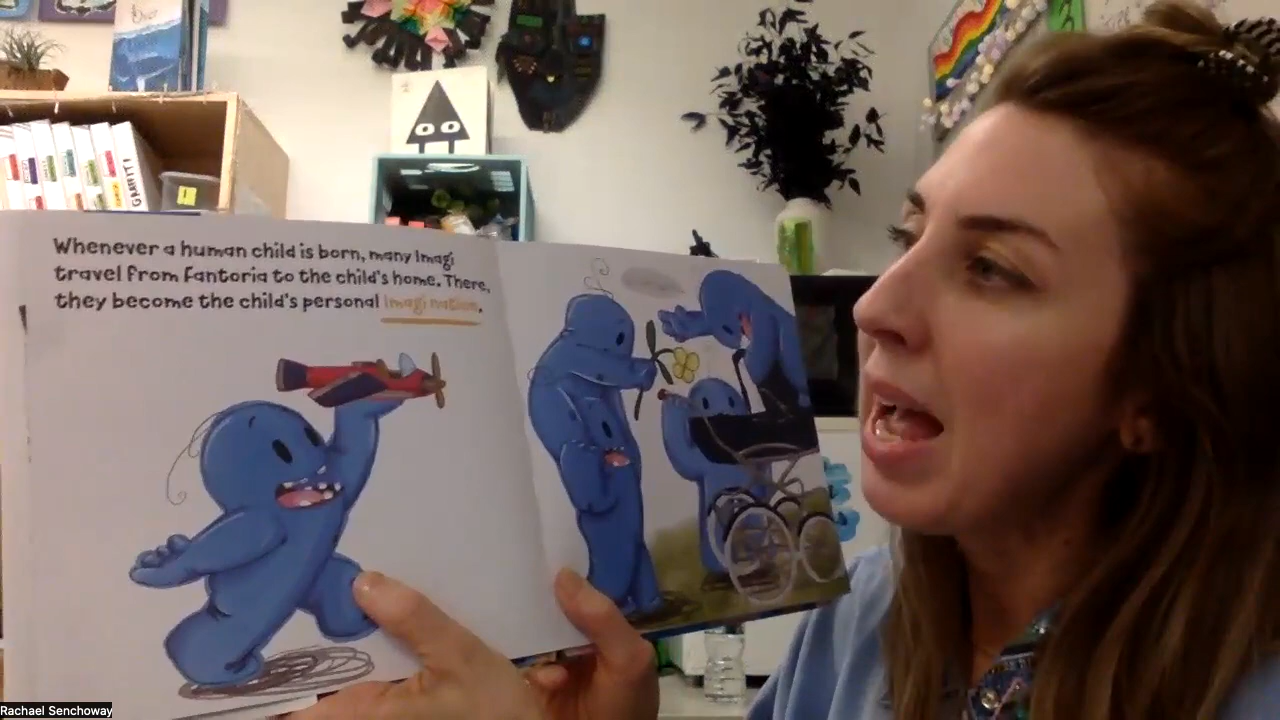 Whenever a human child is born, many Imagi
travel from Fantoria to the child's home. There,
they become the child's personal Imagi nation.
GRAFFITI
Rachael Senchoway